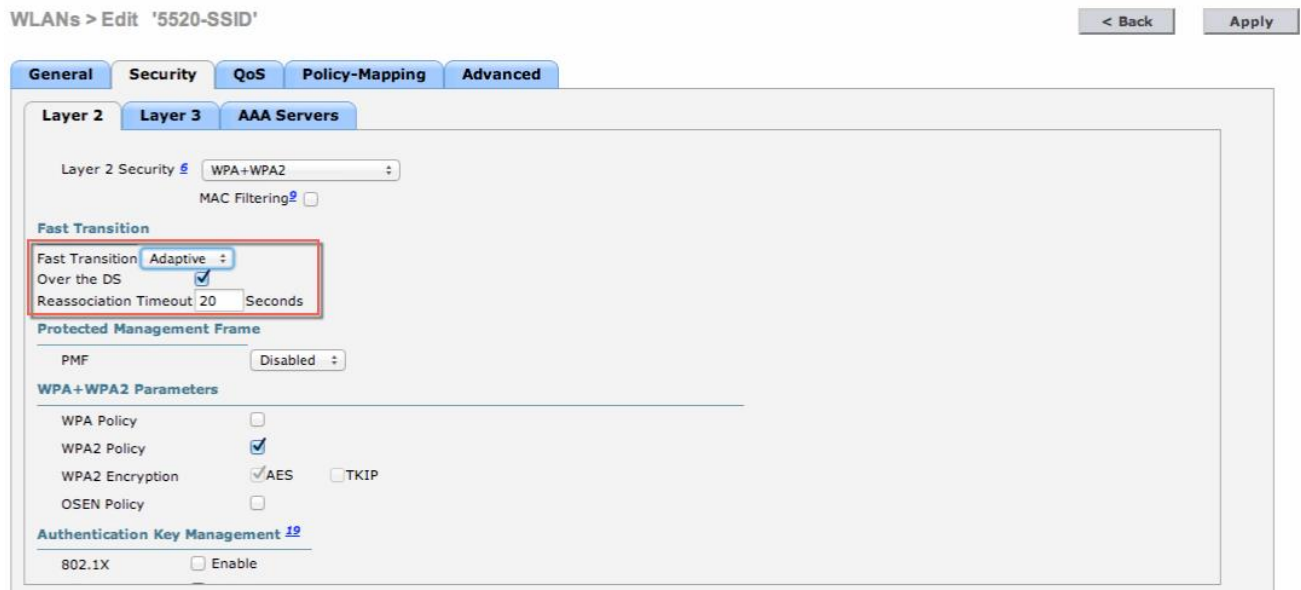 WLANs > Edit '5520-SSID'
< Back
Apply
General
Security
QoS
Policy-Mapping
Advanced
Layer 2
Layer 3
AAA Servers
Layer 2 Security 6 WPA+WPA2
MAC Filtering9
Fast Transition
Fast Transition Adaptive
Over the DS
Reassociation Timeout 20 Seconds
Protected Management Frame
PMF Disabled
WPA+WPA2 Parameters
WPA Policy
WPA2 Policy
WPA2 Encryption AES TKIP
OSEN Policy
Authentication Key Management 19
802.1X Enable